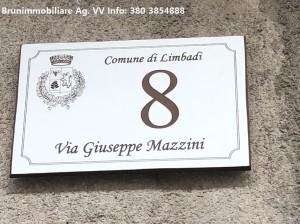 Brunimmobiliare Ag. VV Info: 380 3854888
Comune di Limbadi
8
Via Giuseppe Mazzini